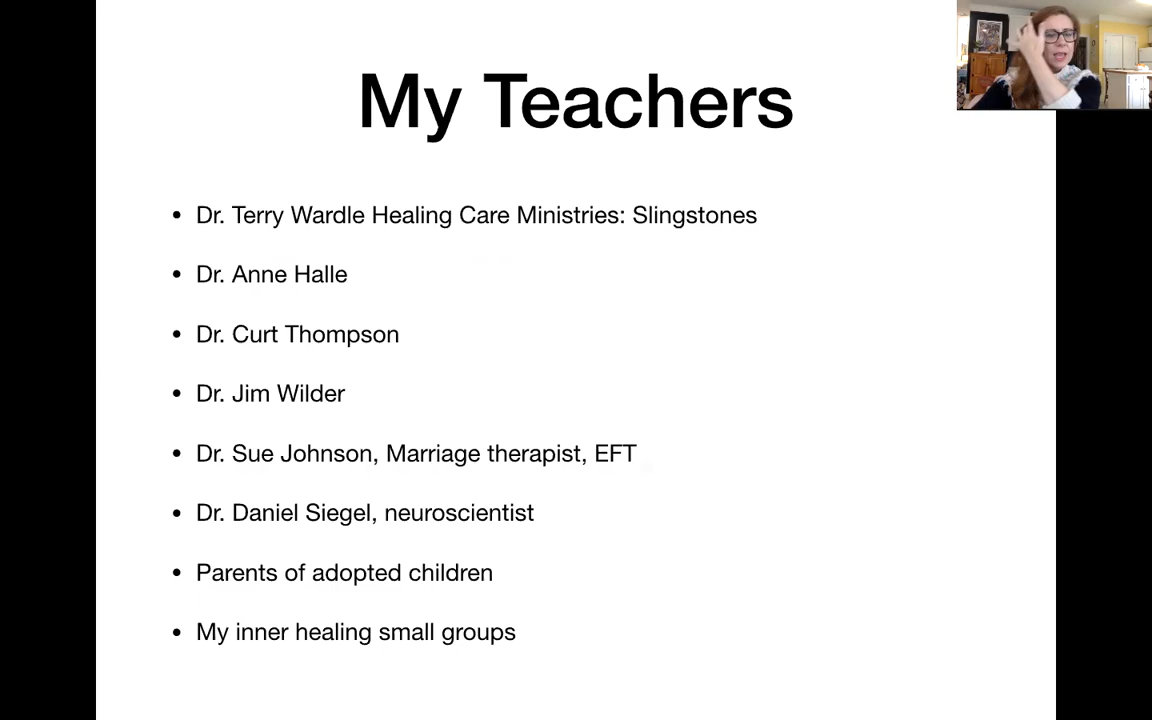 My Teachers
• Dr. Terry Wardle Healing Care Ministries: Slingstones
• Dr. Anne Halle
• Dr. Curt Thompson
• Dr. Jim Wilder
• Dr. Sue Johnson, Marriage therapist, EFT
• Dr. Daniel Siegel, neuroscientist
• Parents of adopted children
• My inner healing small groups